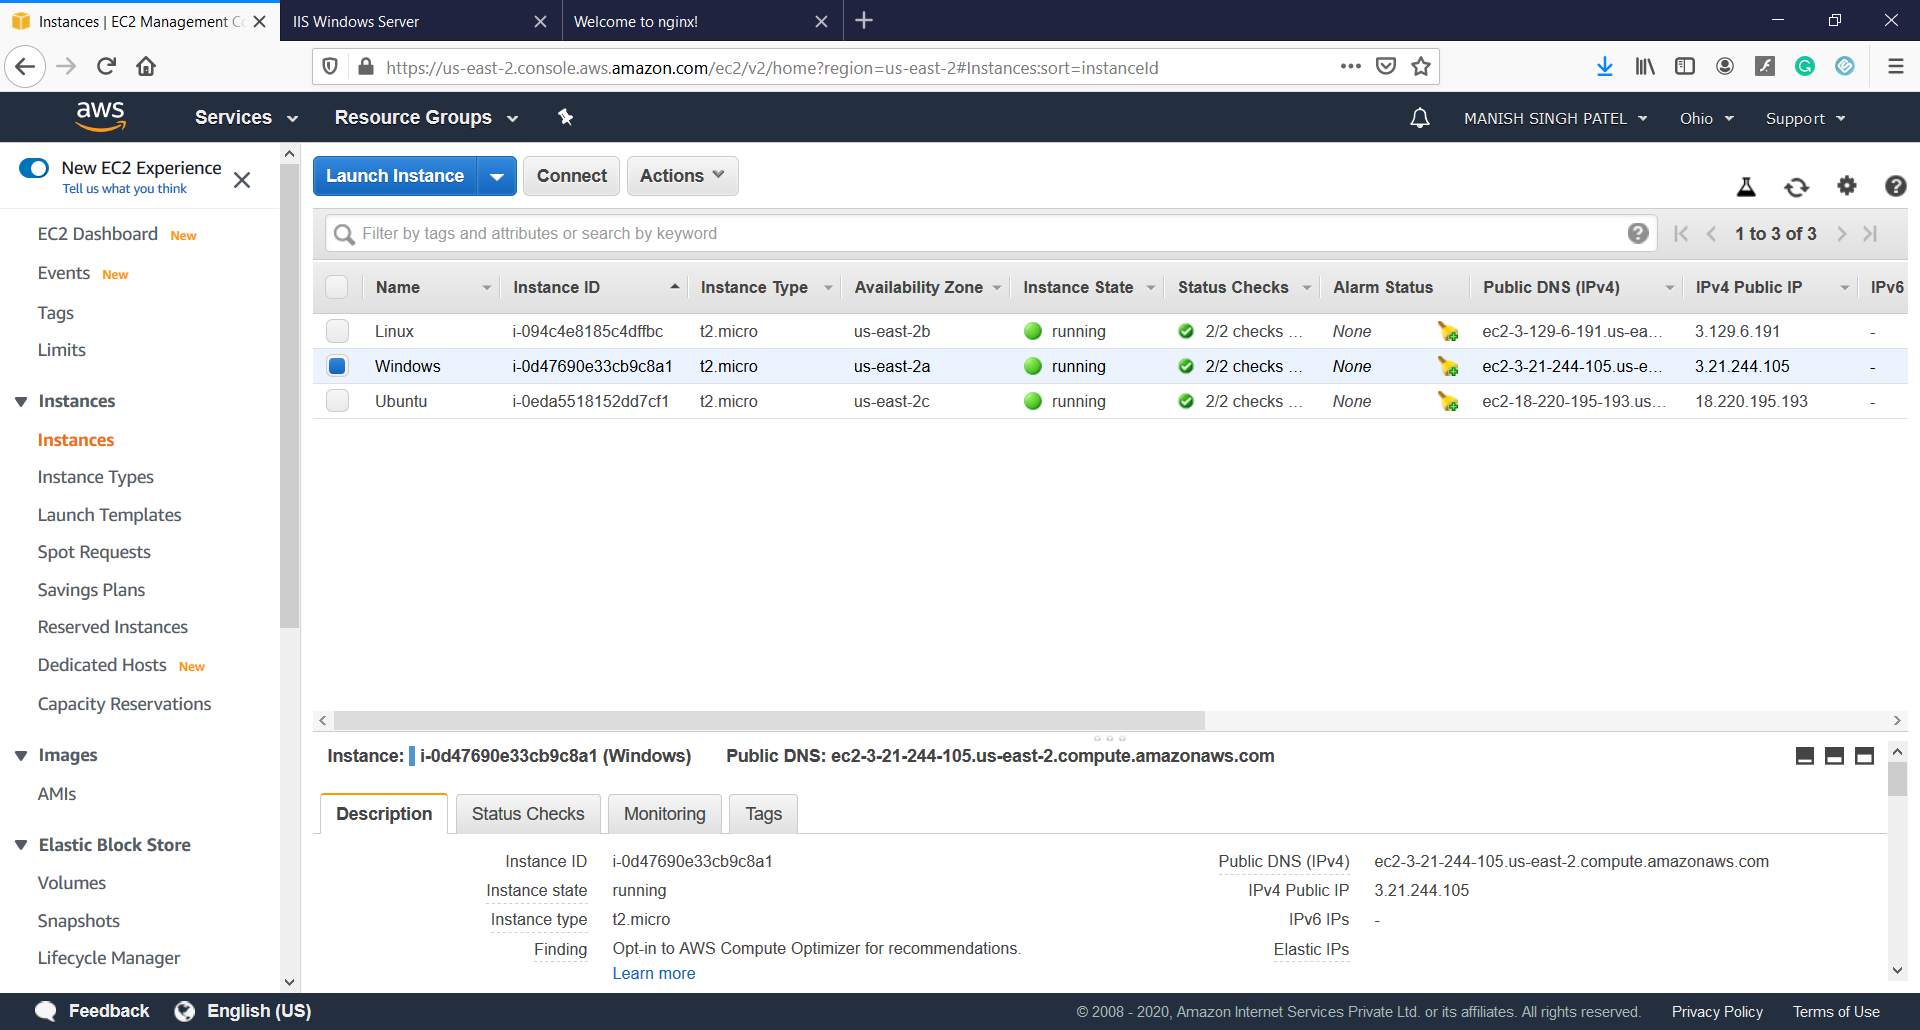 Instances | EC2 Management Co
IIS Windows Server
Welcome to nginx!
https://us-east-2.console.aws.amazon.com/ec2/v2/home?region=us-east-2#Instances:sort=instanceId
aws
Services
Resource Groups
MANISH SINGH PATEL
Ohio
Support
New EC2 Experience
Tell us what you think
EC2 Dashboard New
Events New
Tags
Limits
Instances
Instances
Instance Types
Launch Templates
Spot Requests
Savings Plans
Reserved Instances
Dedicated Hosts New
Capacity Reservations
Images
AMIs
Elastic Block Store
Volumes
Snapshots
Lifecycle Manager
Launch Instance
Connect
Actions
Filter by tags and attributes or search by keyword
1 to 3 of 3
Name Instance ID Instance Type Availability Zone Instance State Status Checks Alarm Status Public DNS (IPv4) IPv4 Public IP IPv6
Linux i-094c4e8185c4dffbc t2.micro us-east-2b running 2/2 checks ... None ec2-3-129-6-191.us-ea... 3.129.6.191 -
Windows i-0d47690e33cb9c8a1 t2.micro us-east-2a running 2/2 checks ... None ec2-3-21-244-105.us-e... 3.21.244.105 -
Ubuntu i-0eda5518152dd7cf1 t2.micro us-east-2c running 2/2 checks ... None ec2-18-220-195-193.us... 18.220.195.193 -
Instance: i-0d47690e33cb9c8a1 (Windows) Public DNS: ec2-3-21-244-105.us-east-2.compute.amazonaws.com
Description Status Checks Monitoring Tags
Instance ID i-0d47690e33cb9c8a1
Instance state running
Instance type t2.micro
Finding Opt-in to AWS Compute Optimizer for recommendations.
Learn more
Public DNS (IPv4) ec2-3-21-244-105.us-east-2.compute.amazonaws.com
IPv4 Public IP 3.21.244.105
IPv6 IPs -
Elastic IPs
Feedback
English (US)
© 2008 - 2020, Amazon Internet Services Private Ltd. or its affiliates. All rights reserved.
Privacy Policy
Terms of Use